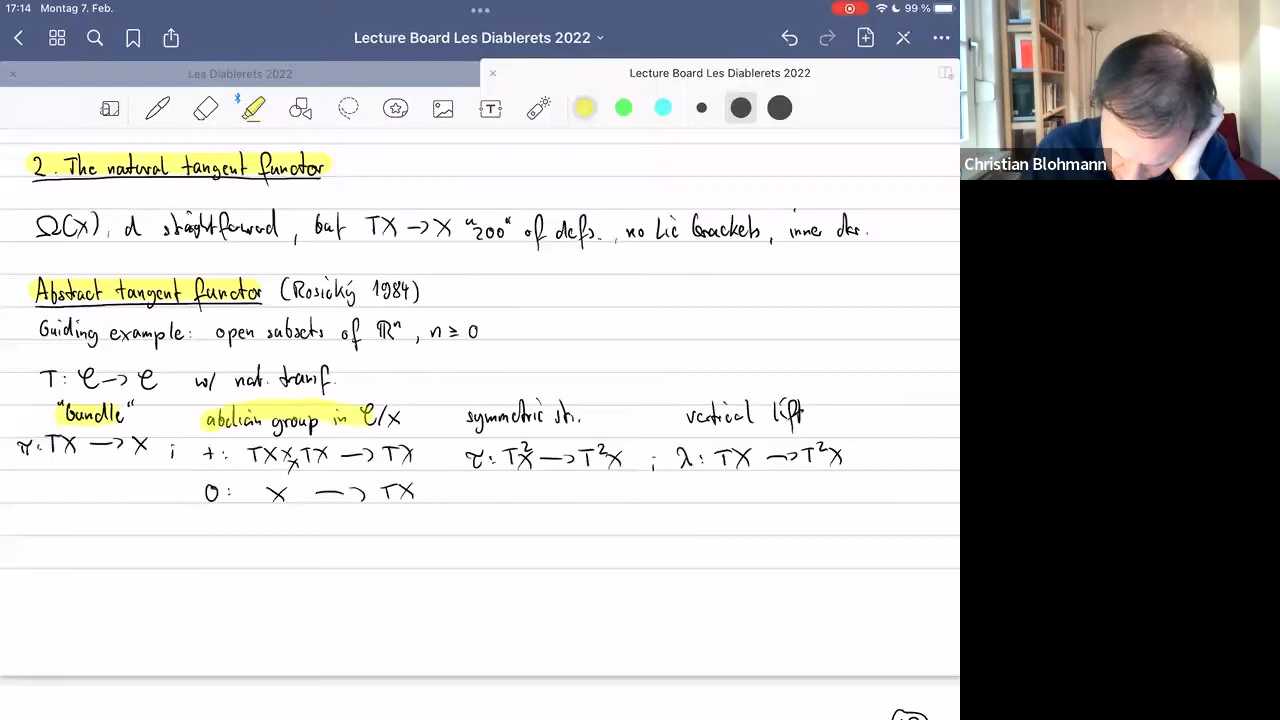 17:14 Montag 7. Feb.
99 %
Lecture Board Les Diablerets 2022
Les Diablerets 2022
Lecture Board Les Diablerets 2022
Christian Blohmann
2. The natural tangent functor
Ω(X), d straightforward, but TX → X "200" of defs., no Lie brackets, inner der.
Abstract tangent functor (Rosický 1984)
Guiding example: open subsets of ℝⁿ, n ≥ 0
T: 𝒞 → 𝒞 w/ nat. transf.
"bundle" abelian group in 𝒞/X symmetric str. vertical lift
π: TX → X ; +: TX ×_X TX → TX τ: T²X → T²X ; λ: TX → T²X
0: X → TX